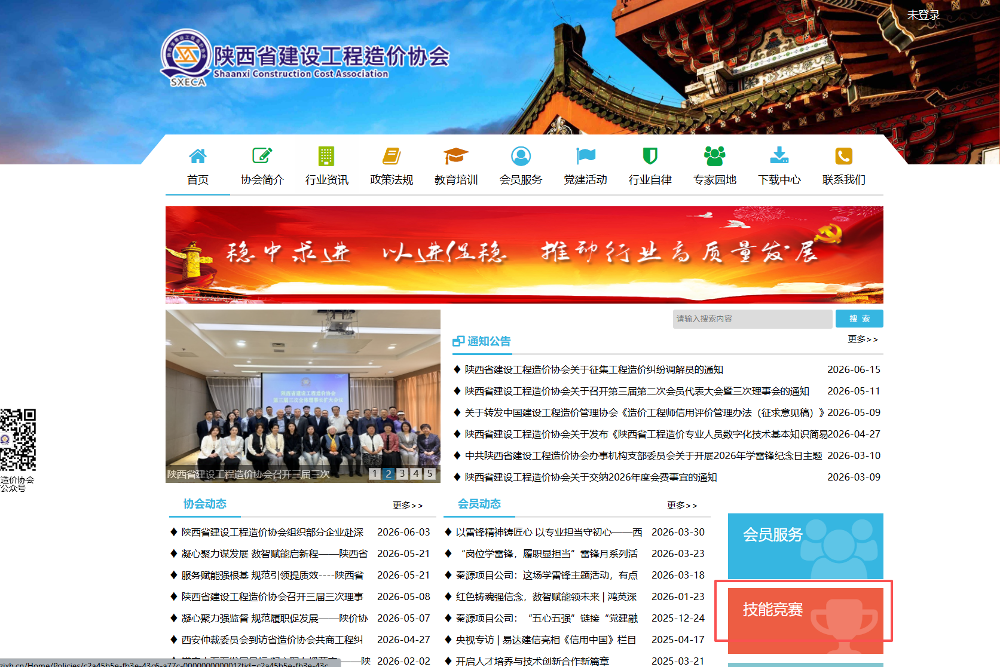 未登录
陕西省建设工程造价协会
Shaanxi Construction Cost Association
SXECA
首页 协会简介 行业资讯 政策法规 教育培训 会员服务 党建活动 行业自律 专家园地 下载中心 联系我们
稳中求进 以进促稳 推动行业高质量发展
请输入搜索内容 搜 索
通知公告 更多>>
♦ 陕西省建设工程造价协会关于征集工程造价纠纷调解员的通知 2026-06-15
♦ 陕西省建设工程造价协会关于召开第三届第二次会员代表大会暨三次理事会的通知 2026-05-11
♦ 关于转发中国建设工程造价管理协会《造价工程师信用评价管理办法（征求意见稿）》 2026-05-09
♦ 陕西省建设工程造价协会关于发布《陕西省工程造价专业人员数字化技术基本知识简易 2026-04-27
♦ 中共陕西省建设工程造价协会办事机构支部委员会关于开展2026年学雷锋纪念日主题 2026-03-10
♦ 陕西省建设工程造价协会关于交纳2026年度会费事宜的通知 2026-03-09
陕西省建设工程造价协会
第三届三次全体理事长扩大会议
陕西省建设工程造价协会召开三届三次 1 2 3 4 5
造价协会
公众号
协会动态 更多>>
♦ 陕西省建设工程造价协会组织部分企业赴深 2026-06-03
♦ 凝心聚力谋发展 数智赋能启新程——陕西省 2026-05-21
♦ 服务赋能强根基 规范引领提质效----陕西省 2026-05-21
♦ 陕西省建设工程造价协会召开三届三次理事 2026-05-08
♦ 凝心聚力强监督 规范履职促发展——陕价协 2026-05-07
♦ 西安仲裁委员会到访省造价协会共商工程纠 2026-04-27
——陕 2026-02-02
会员动态 更多>>
♦ 以雷锋精神铸匠心 以专业担当守初心——西 2026-03-30
♦ “岗位学雷锋，履职显担当”雷锋月系列活 2026-03-23
♦ 秦源项目公司：这场学雷锋主题活动，有点 2026-03-18
♦ 红色铸魂强信念，数智赋能领未来 | 鸿英深 2026-01-23
♦ 秦源项目公司：“五心五强”链接“党建融 2025-12-24
♦ 央视专访 | 易达建信亮相《信用中国》栏目 2025-04-17
♦ 开启人才培养与技术创新合作新篇章 2025-03-21
会员服务
技能竞赛
zjxh.cn/Home/Policies/c2a45b5e-fb3e-43c6-a77c-000000000001?tid=c2a45b5e-fb3e-43c